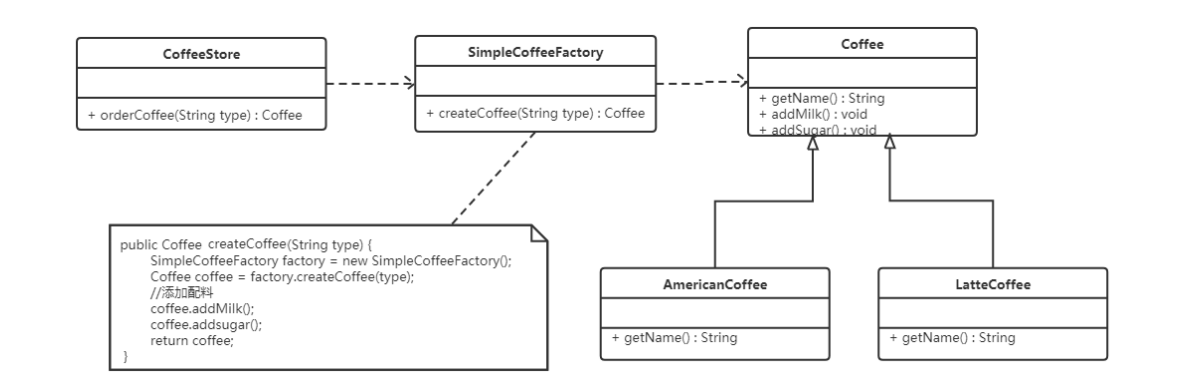 CoffeeStore
+ orderCoffee(String type) : Coffee
SimpleCoffeeFactory
+ createCoffee(String type) : Coffee
Coffee
+ getName() : String
+ addMilk() : void
+ addSugar() : void
public Coffee createCoffee(String type) {
SimpleCoffeeFactory factory = new SimpleCoffeeFactory();
Coffee coffee = factory.createCoffee(type);
//添加配料
coffee.addMilk();
coffee.addsugar();
return coffee;
}
AmericanCoffee
+ getName() : String
LatteCoffee
+ getName() : String